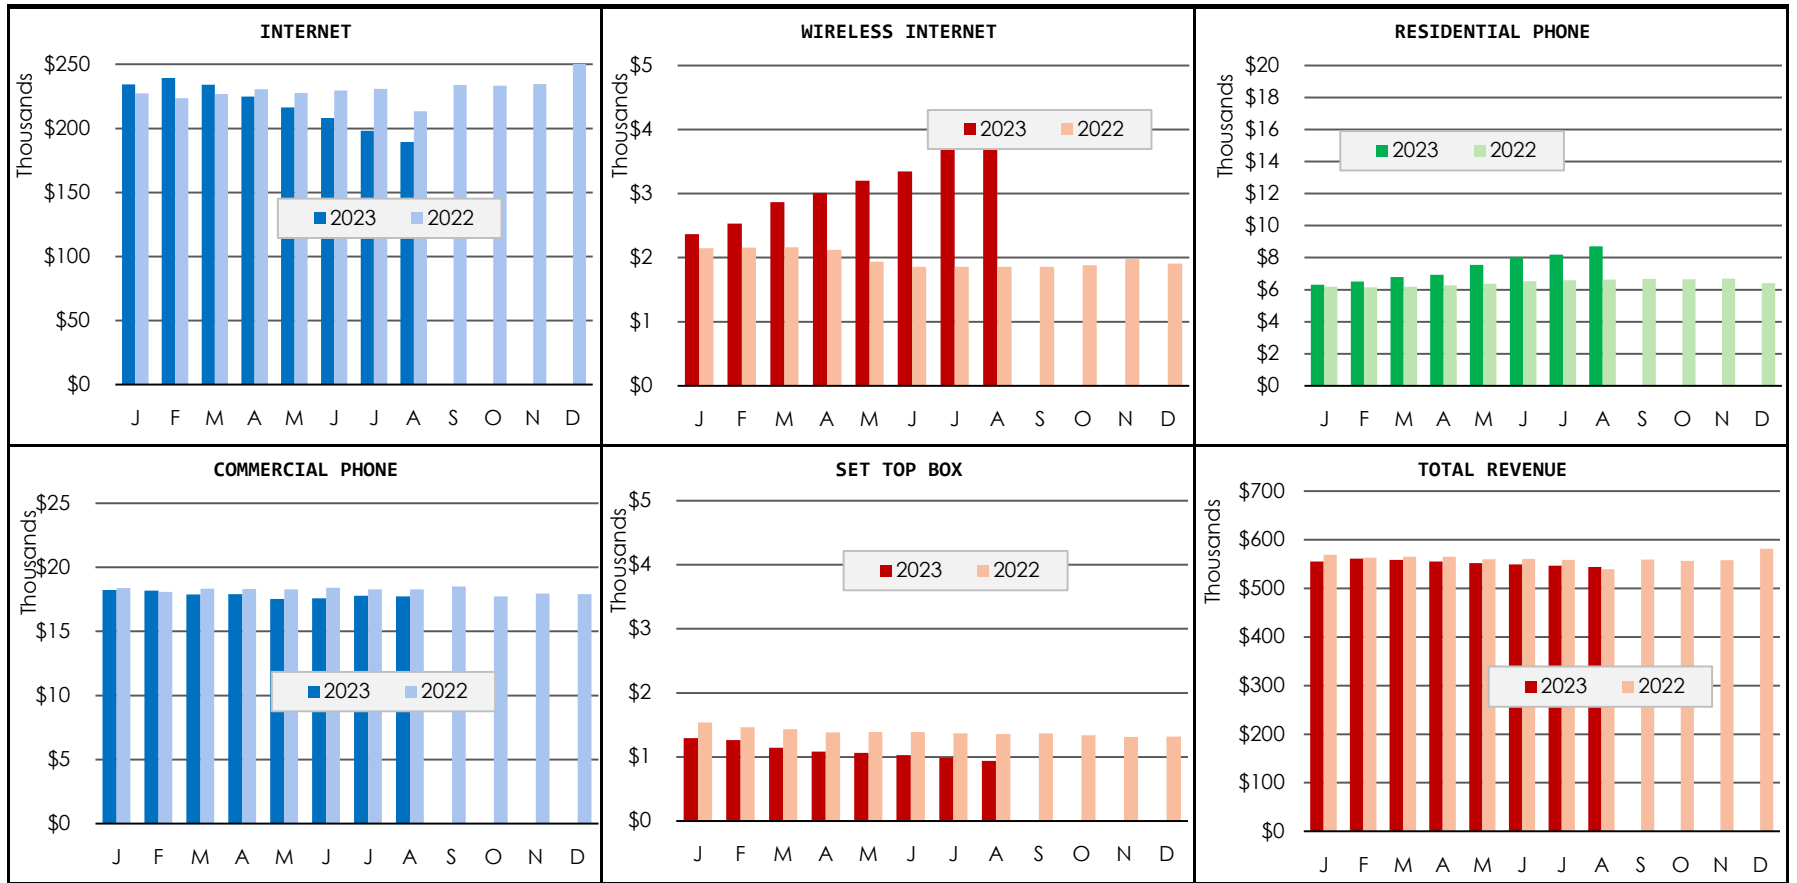 INTERNET
Thousands
$250
$200
$150
$100
$50
$0
2023 2022
J F M A M J J A S O N D
WIRELESS INTERNET
Thousands
$5
$4
$3
$2
$1
$0
2023 2022
J F M A M J J A S O N D
RESIDENTIAL PHONE
Thousands
$20
$18
$16
$14
$12
$10
$8
$6
$4
$2
$0
2023 2022
J F M A M J J A S O N D
COMMERCIAL PHONE
Thousands
$25
$20
$15
$10
$5
$0
2023 2022
J F M A M J J A S O N D
SET TOP BOX
Thousands
$5
$4
$3
$2
$1
$0
2023 2022
J F M A M J J A S O N D
TOTAL REVENUE
Thousands
$700
$600
$500
$400
$300
$200
$100
$0
2023 2022
J F M A M J J A S O N D